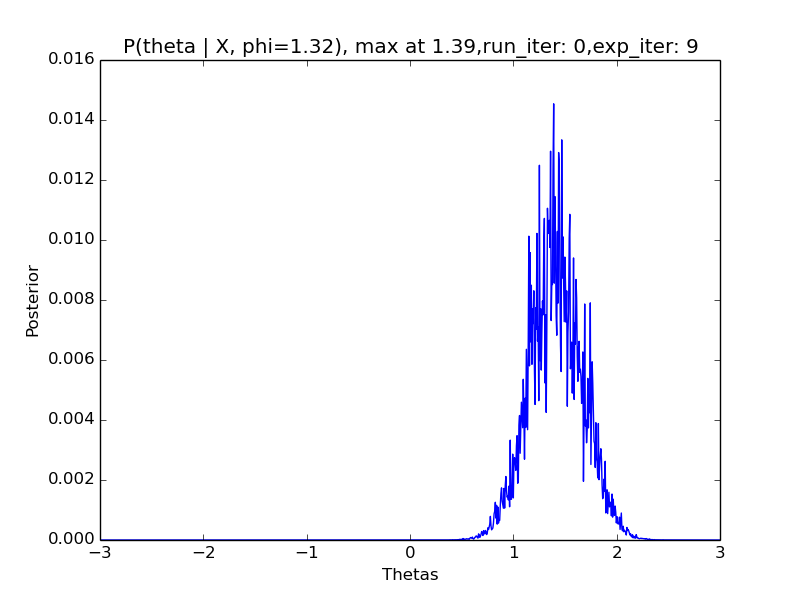 P(theta | X, phi=1.32), max at 1.39,run_iter: 0,exp_iter: 9
0.016
0.014
0.012
0.010
0.008
0.006
0.004
0.002
0.000
Posterior
−3 −2 −1 0 1 2 3
Thetas